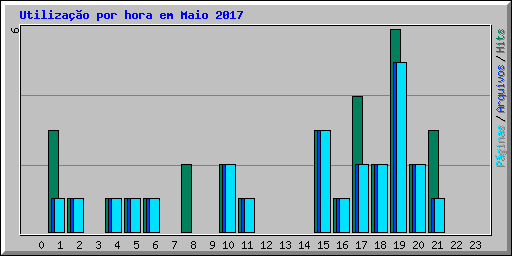 Utilização por hora em Maio 2017
6
0 1 2 3 4 5 6 7 8 9 10 11 12 13 14 15 16 17 18 19 20 21 22 23
Páginas / Arquivos / Hits